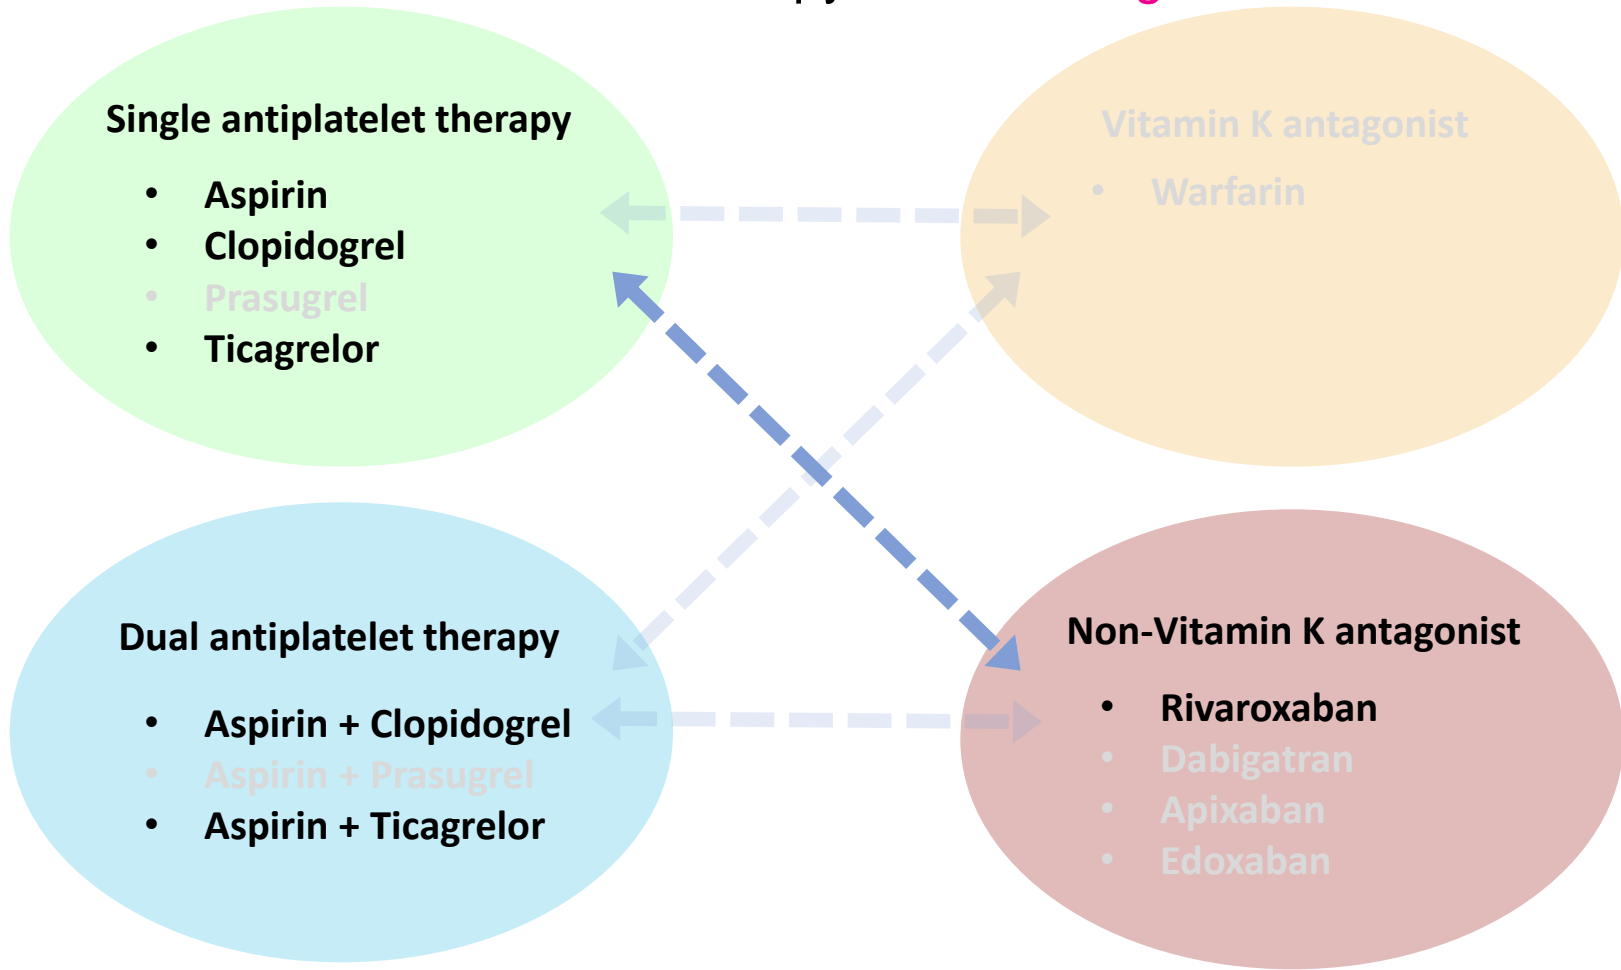 Single antiplatelet therapy
• Aspirin
• Clopidogrel
• Prasugrel
• Ticagrelor
Vitamin K antagonist
• Warfarin
Dual antiplatelet therapy
• Aspirin + Clopidogrel
• Aspirin + Prasugrel
• Aspirin + Ticagrelor
Non-Vitamin K antagonist
• Rivaroxaban
• Dabigatran
• Apixaban
• Edoxaban